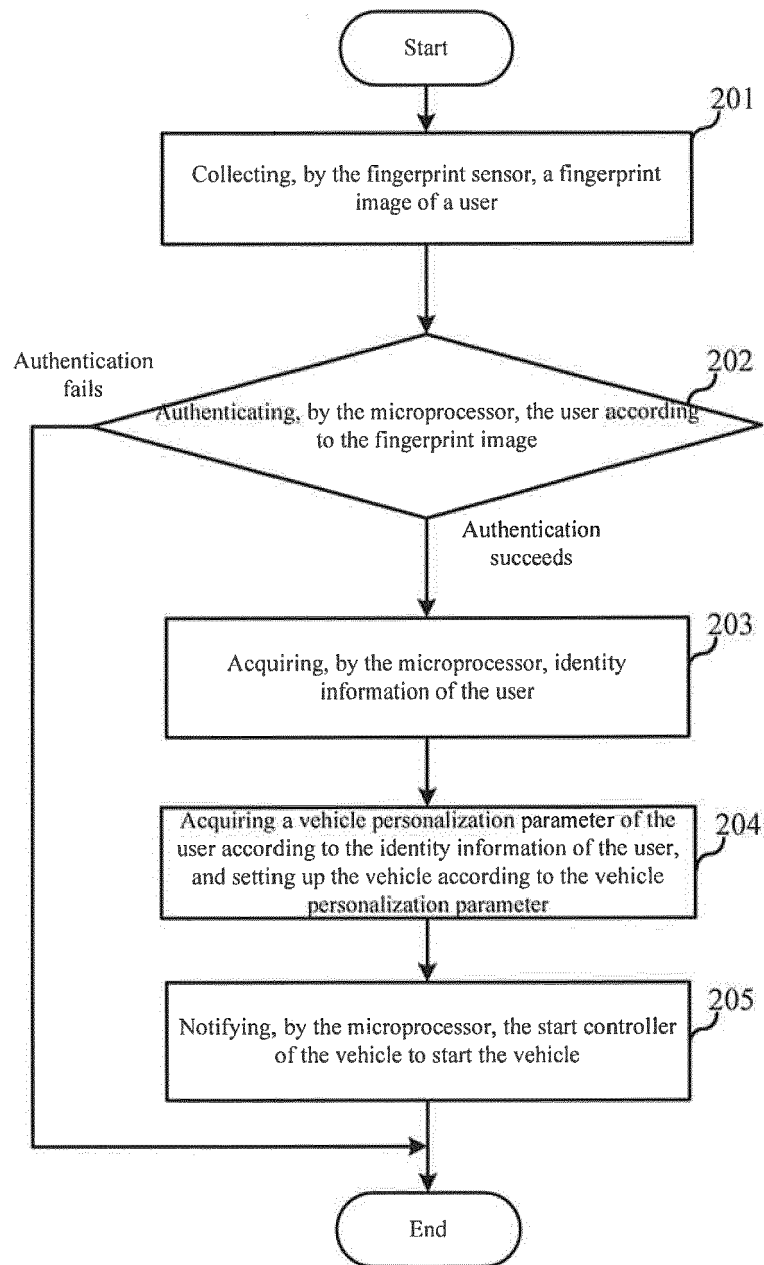 Start
201
Collecting, by the fingerprint sensor, a fingerprint
image of a user
Authentication
fails
202
Authenticating, by the microprocessor, the user according
to the fingerprint image
Authentication
succeeds
203
Acquiring, by the microprocessor, identity
information of the user
204
Acquiring a vehicle personalization parameter of the
user according to the identity information of the user,
and setting up the vehicle according to the vehicle
personalization parameter
205
Notifying, by the microprocessor, the start controller
of the vehicle to start the vehicle
End